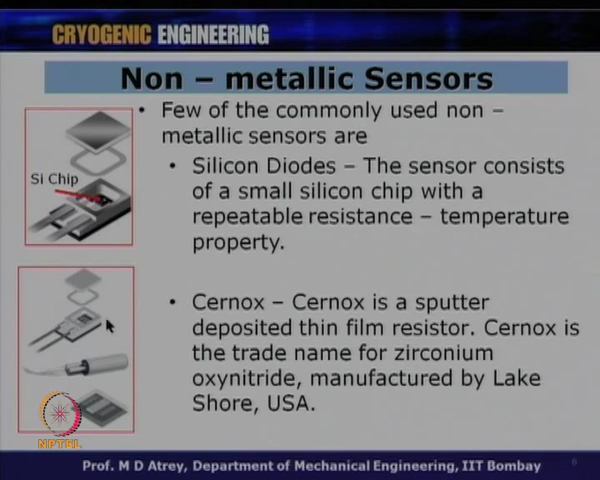 CRYOGENIC ENGINEERING
Non – metallic Sensors
• Few of the commonly used non –
metallic sensors are
• Silicon Diodes – The sensor consists
of a small silicon chip with a
repeatable resistance – temperature
property.
Si Chip
• Cernox – Cernox is a sputter
deposited thin film resistor. Cernox is
the trade name for zirconium
oxynitride, manufactured by Lake
Shore, USA.
NPTEL
Prof. M D Atrey, Department of Mechanical Engineering, IIT Bombay
6